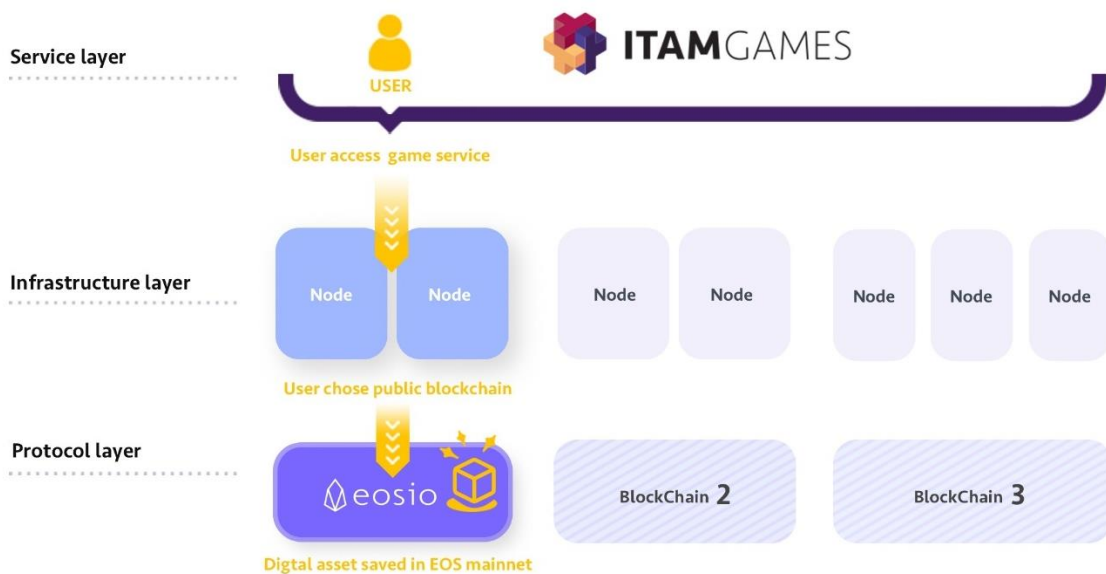 Service layer
USER
ITAMGAMES
User access game service
Infrastructure layer
Node
Node
Node
Node
Node
Node
Node
User chose public blockchain
Protocol layer
eosio
BlockChain 2
BlockChain 3
Digtal asset saved in EOS mainnet